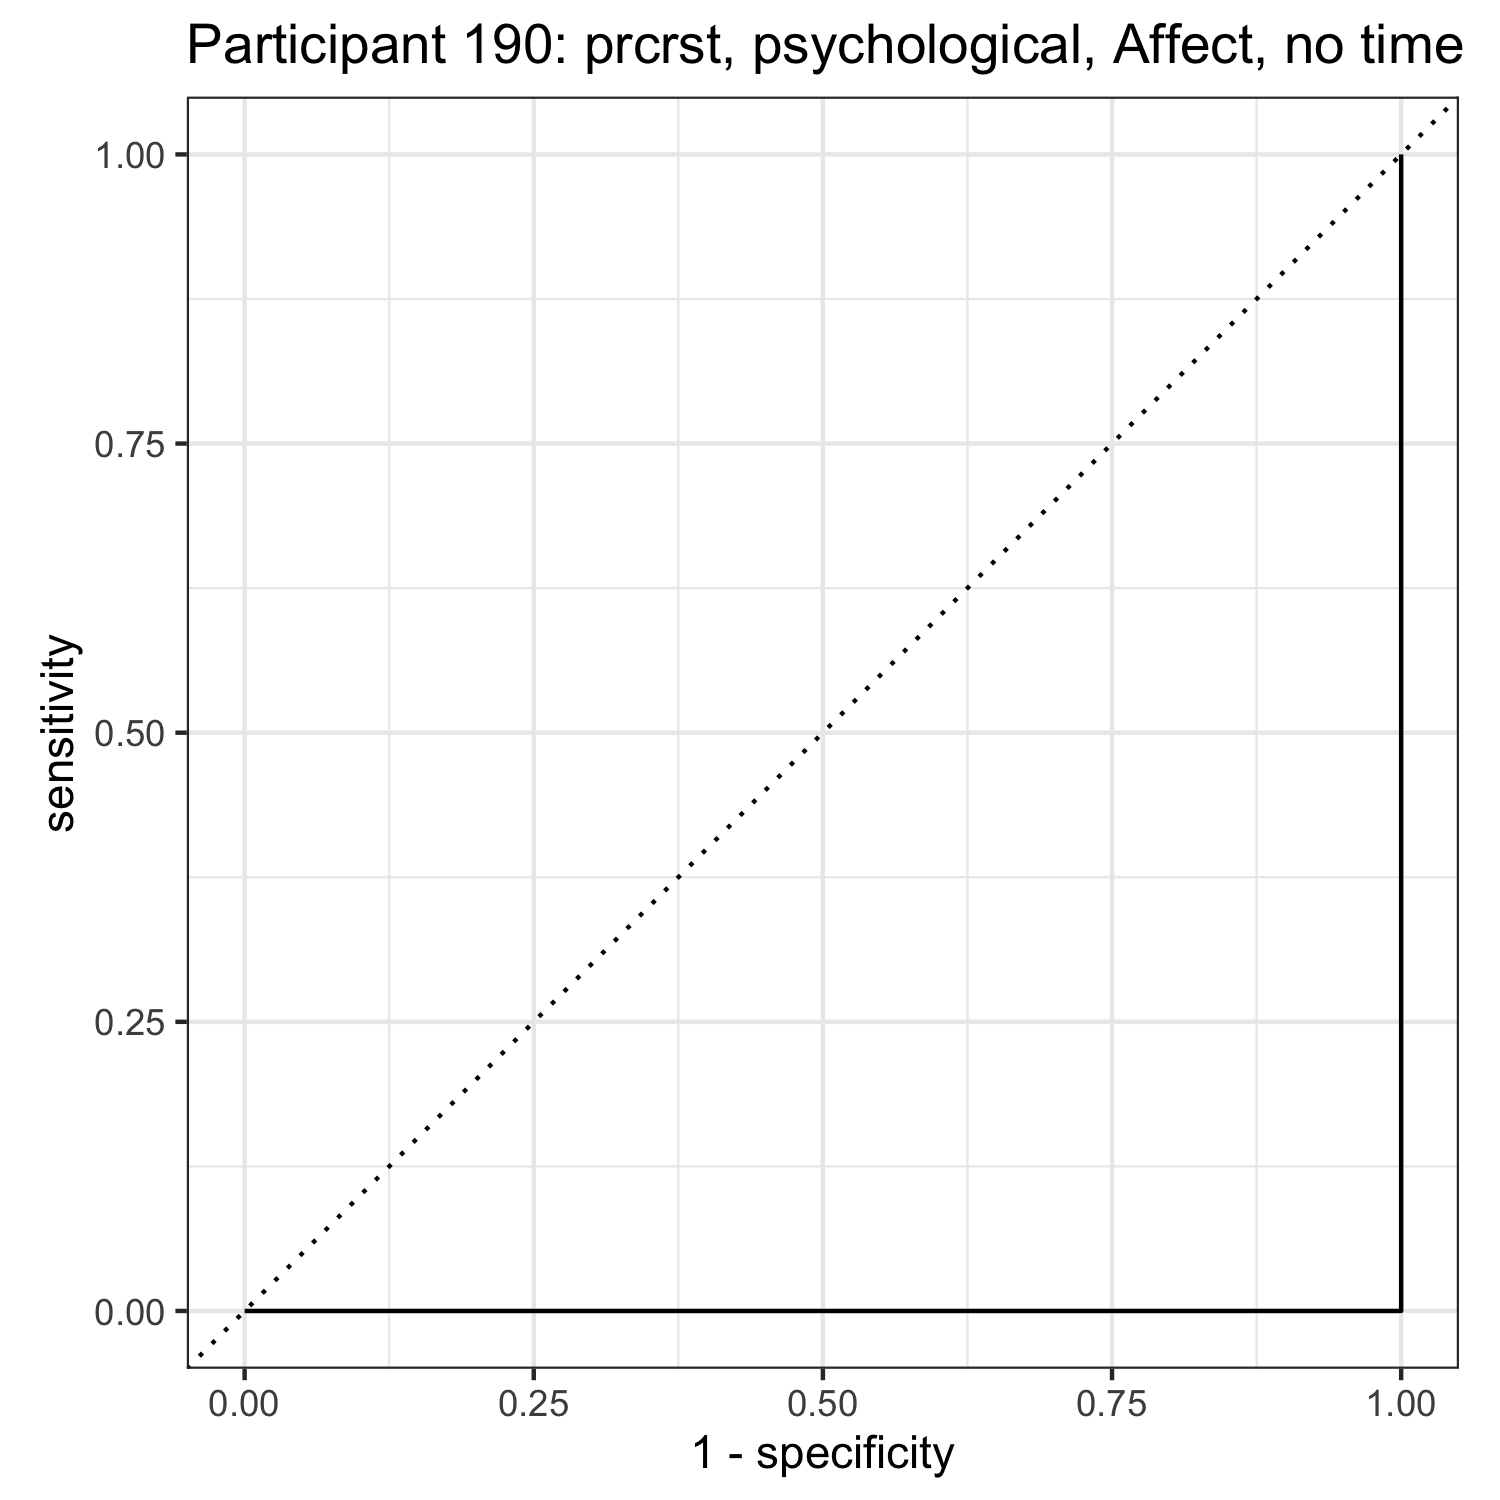 Participant 190: prcrst, psychological, Affect, no time
1.00
0.75
0.50
0.25
0.00
sensitivity
0.00 0.25 0.50 0.75 1.00
1 - specificity